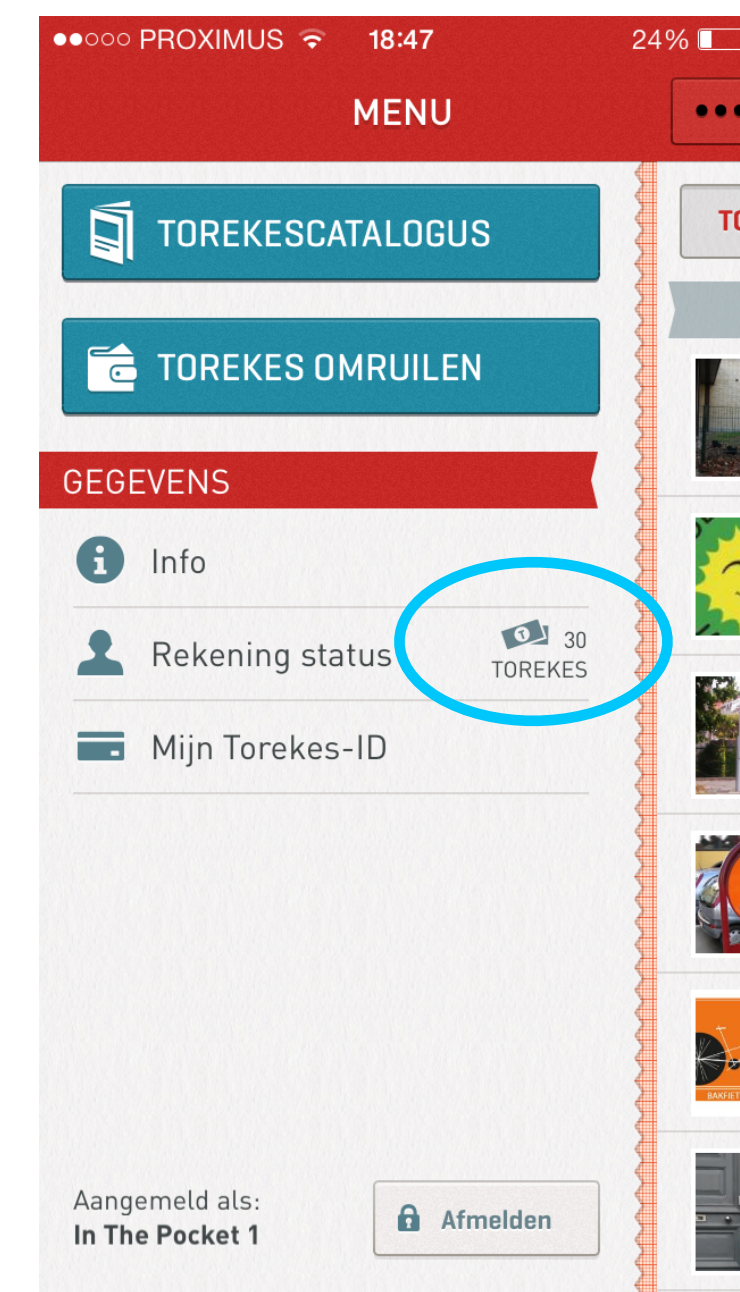 PROXIMUS 18:47 24%
MENU
TOREKESCATALOGUS
TOREKES OMRUILEN
GEGEVENS
Info
Rekening status
30
TOREKES
Mijn Torekes-ID
Aangemeld als:
In The Pocket 1
Afmelden